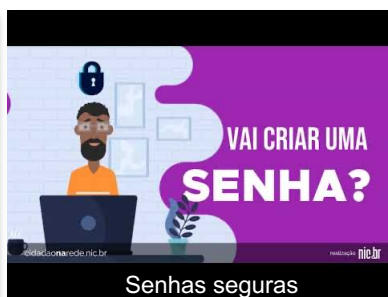 VAI CRIAR UMA
SENHA?
cidadaonarede.nic.br
realização nic.br
Senhas seguras